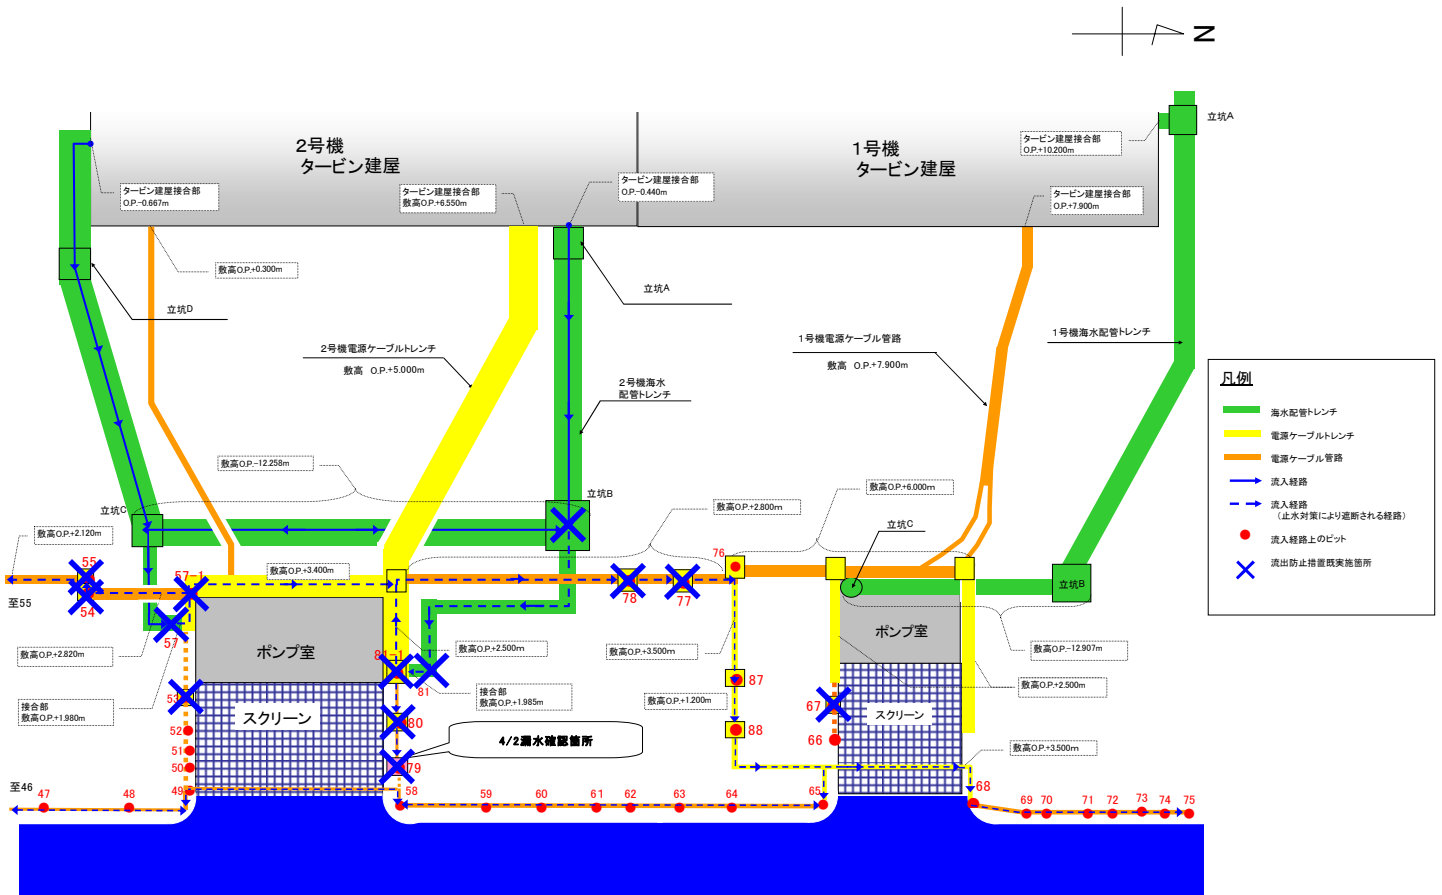 N
2号機
タービン建屋
1号機
タービン建屋
立坑A
タービン建屋接合部
O.P.+10.200m
タービン建屋接合部
O.P.-0.667m
タービン建屋接合部
敷高O.P.+6.550m
タービン建屋接合部
O.P.-0.440m
タービン建屋接合部
O.P.+7.900m
敷高O.P.+0.300m
立坑D
立坑A
2号機電源ケーブルトレンチ
敷高 O.P.+5.000m
1号機電源ケーブル管路
敷高 O.P.+7.900m
1号機海水配管トレンチ
2号機海水
配管トレンチ
凡例
海水配管トレンチ
電源ケーブルトレンチ
電源ケーブル管路
流入経路
流入経路
(止水対策により遮断される経路)
流入経路上のピット
流出防止措置既実施箇所
敷高O.P.-12.258m
敷高O.P.+6.000m
立坑C
立坑B
敷高O.P.+2.800m
立坑C
敷高O.P.+2.120m
55
57-1
敷高O.P.+3.400m
76
78
77
立坑B
至55
54
57
敷高O.P.+2.820m
ポンプ室
敷高O.P.+2.500m
敷高O.P.+3.500m
ポンプ室
敷高O.P.-12.907m
81-1
81
接合部
敷高O.P.+1.985m
87
敷高O.P.+1.200m
敷高O.P.+2.500m
接合部
敷高O.P.+1.980m
53
52
51
50
49
スクリーン
80
79
4/2漏水確認箇所
88
67
66
スクリーン
敷高O.P.+3.500m
至46
47
48
58
59
60
61
62
63
64
65
68
69
70
71
72
73
74
75